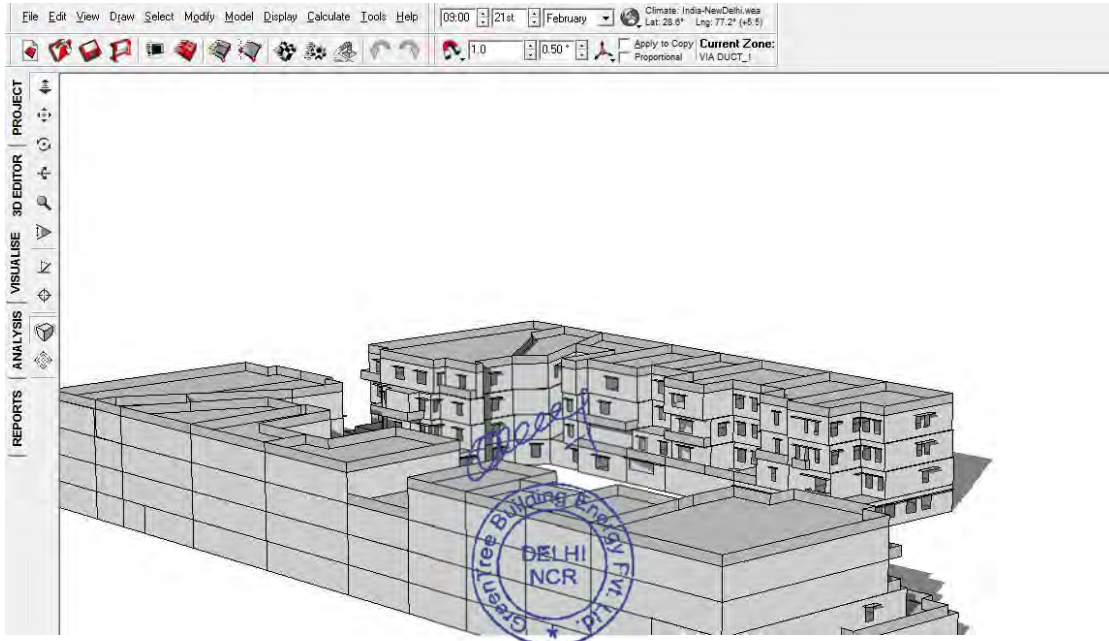 File Edit View Draw Select Modify Model Display Calculate Tools Help
09:00 21st February
Climate: India-NewDelhi.wea
Lat: 28.6° Lng: 77.2° (+5.5)
1.0 0.50 °
Apply to Copy
Proportional
Current Zone:
VIA DUCT_1
PROJECT
3D EDITOR
VISUALISE
ANALYSIS
REPORTS
GreenTree Building Energy Pvt. Ltd.
DELHI
NCR